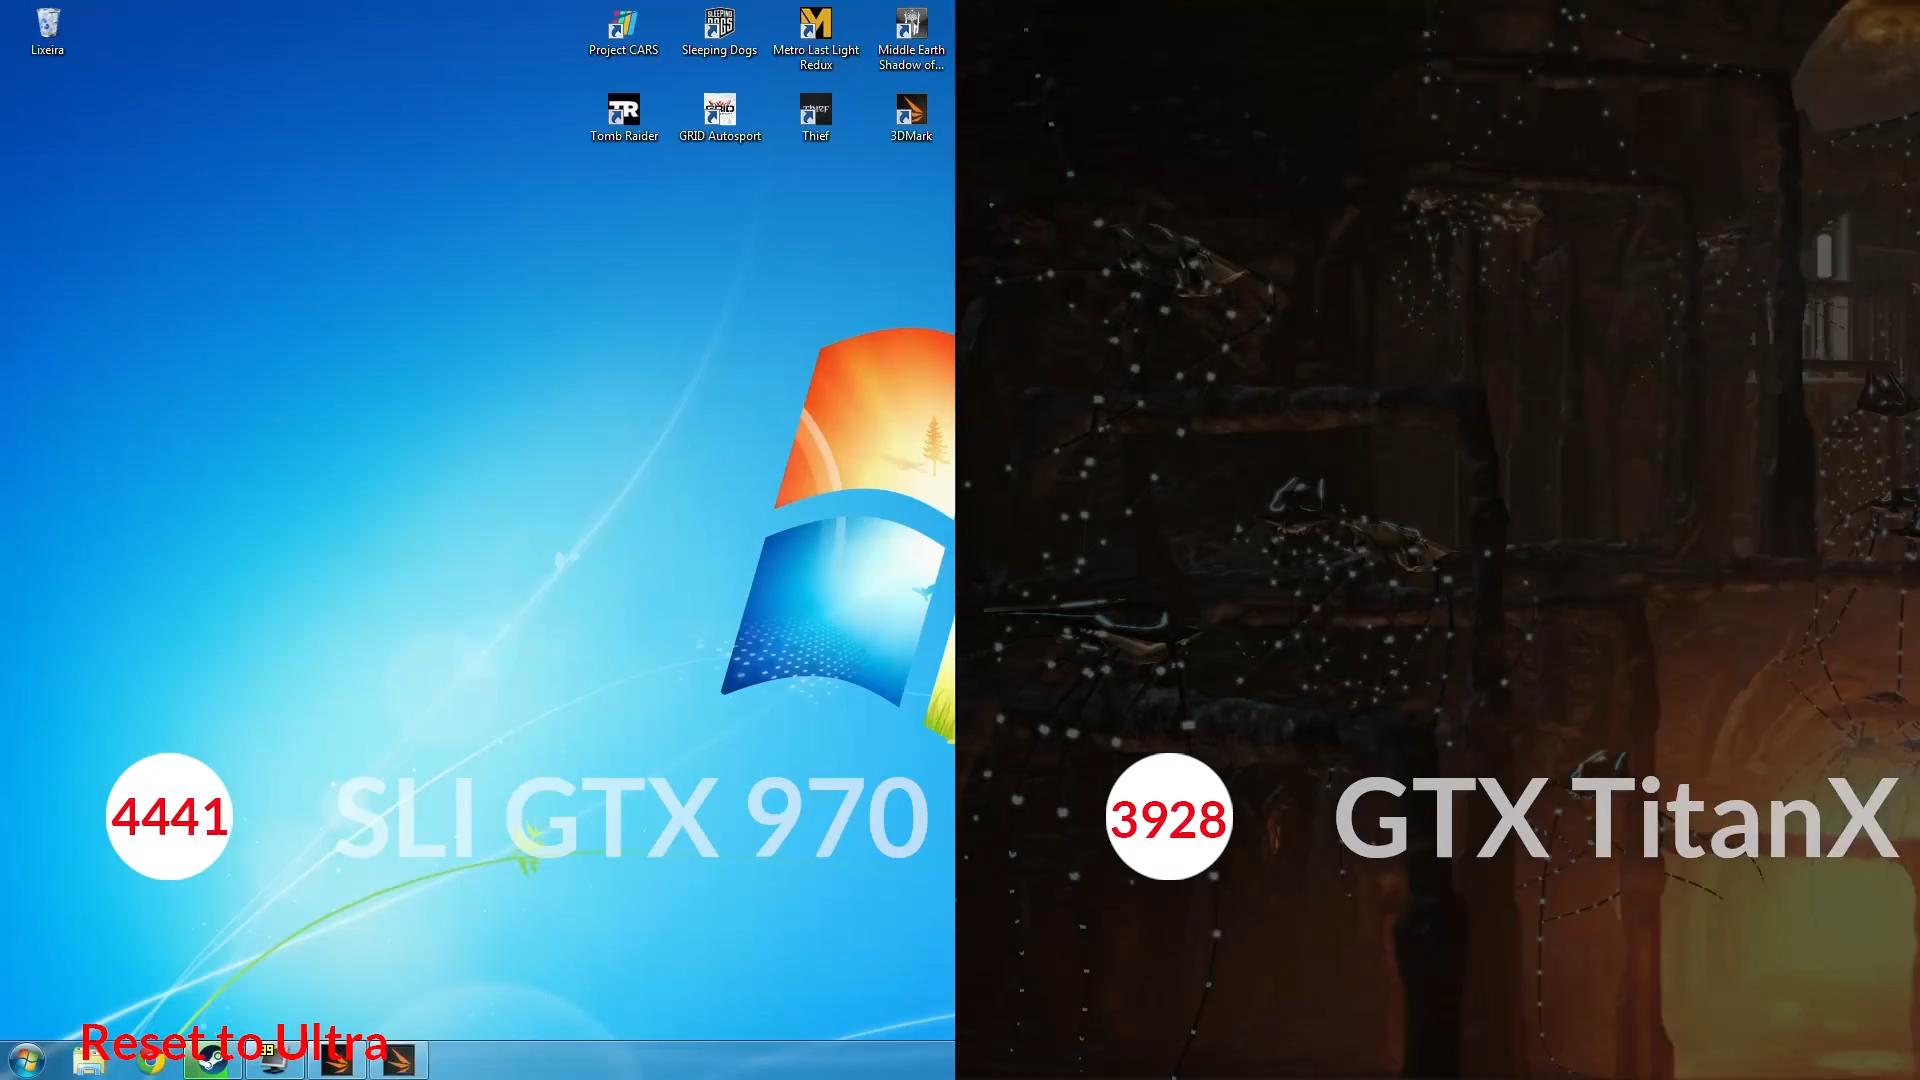 Lixeira
Project CARS
Sleeping Dogs
Metro Last Light
Redux
Middle Earth
Shadow of...
Tomb Raider
GRID Autosport
Thief
3DMark
4441
SLI GTX 970
3928
GTX TitanX
Reset to Ultra